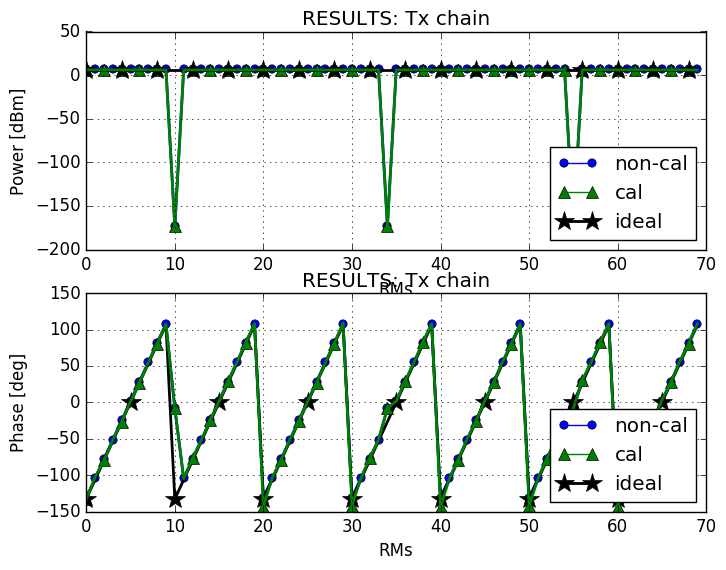 RESULTS: Tx chain
50
0
−50
−100
−150
−200
Power [dBm]
non-cal
cal
ideal
0 10 20 30 40 50 60 70
RMs
RESULTS: Tx chain
150
100
50
0
−50
−100
−150
Phase [deg]
non-cal
cal
ideal
0 10 20 30 40 50 60 70
RMs